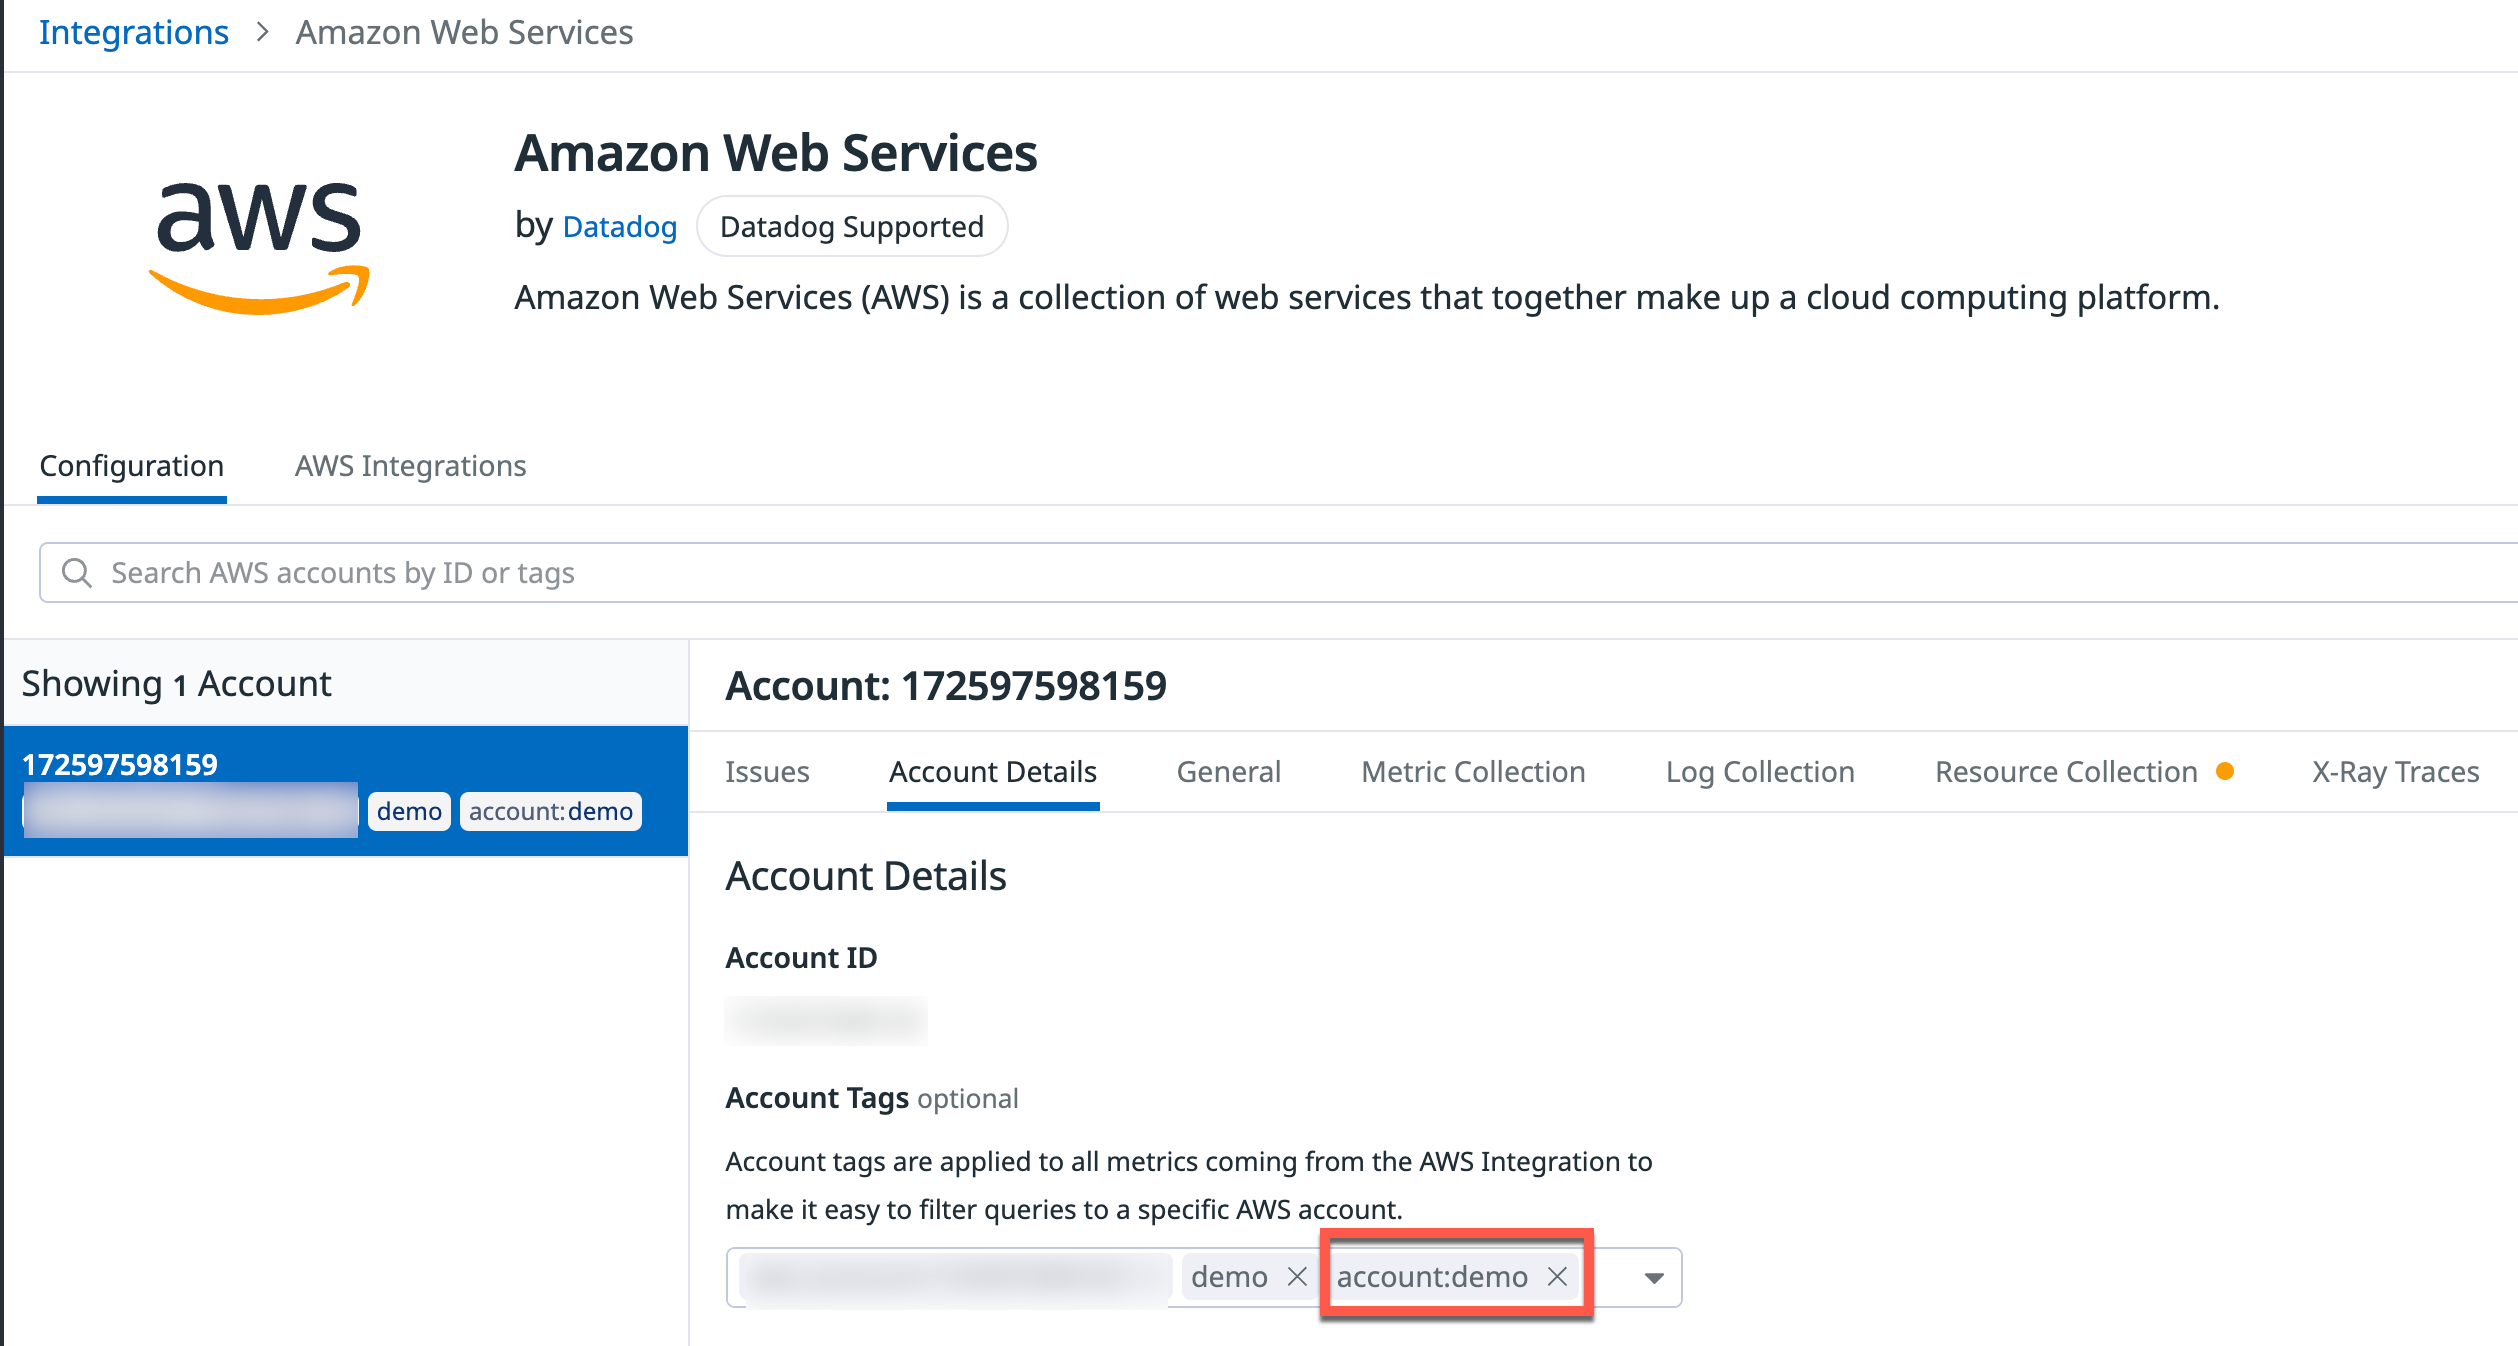 Integrations > Amazon Web Services
aws
Amazon Web Services
by Datadog Datadog Supported
Amazon Web Services (AWS) is a collection of web services that together make up a cloud computing platform.
Configuration AWS Integrations
Search AWS accounts by ID or tags
Showing 1 Account
172597598159
demo account:demo
Account: 172597598159
Issues Account Details General Metric Collection Log Collection Resource Collection X-Ray Traces
Account Details
Account ID
Account Tags optional
Account tags are applied to all metrics coming from the AWS Integration to
make it easy to filter queries to a specific AWS account.
demo account:demo